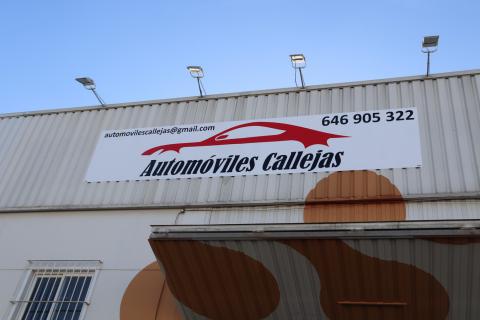 automovilescallejas@gmail.com
646 905 322
Automóviles Callejas